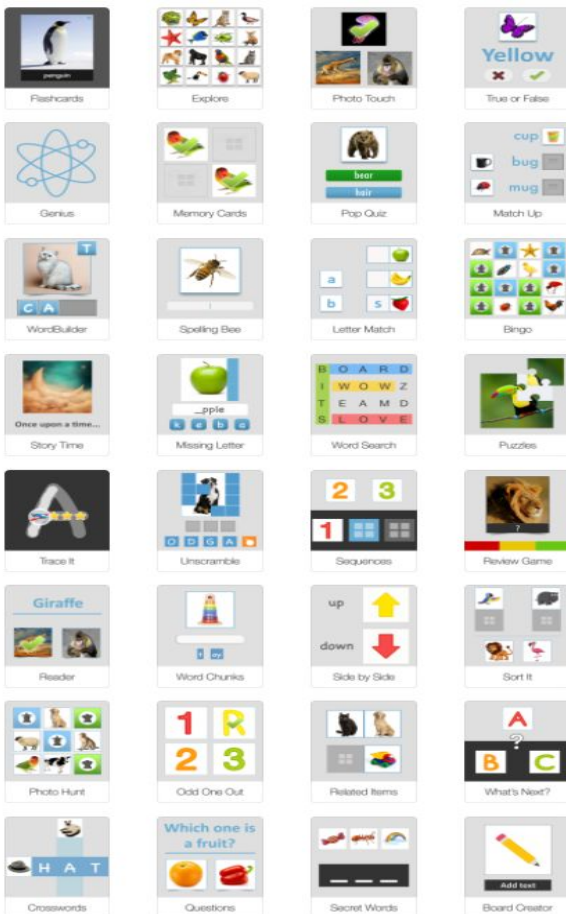 penguin
Flashcards
Explore
Photo Touch
Yellow
True or False
Genius
Memory Cards
bear
hair
Pop Quiz
cup
bug
mug
Match Up
T
C A
WordBuilder
Spelling Bee
a
b s
Letter Match
Bingo
Once upon a time...
Story Time
_pple
k e b a
Missing Letter
B O A R D
I W O W Z
T E A M D
S L O V E
Word Search
Puzzles
Trace It
O D G A
Unscramble
2 3
1
Sequences
?
Review Game
Giraffe
Reader
Word Chunks
up
down
Side by Side
Sort It
Photo Hunt
1 R
2 3
Odd One Out
Related Items
A
?
B C
What's Next?
H A T
Crosswords
Which one is
a fruit?
Questions
Secret Words
Add text
Board Creator